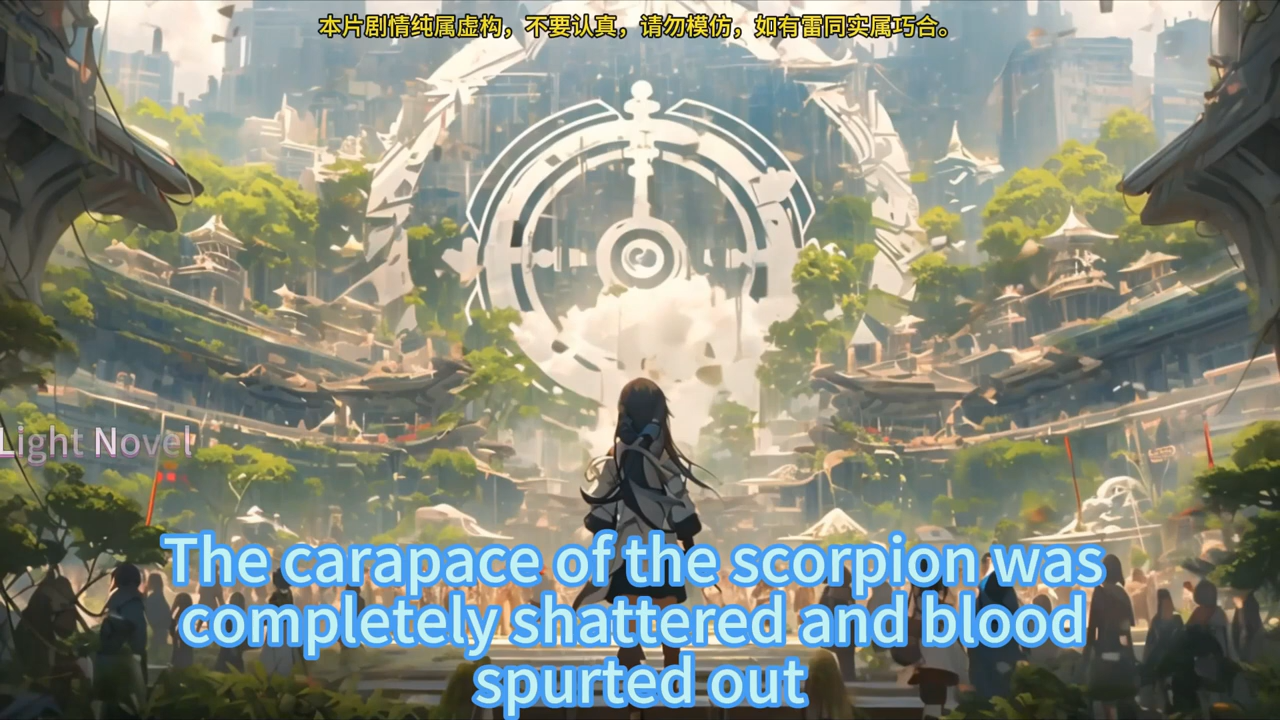 本片剧情纯属虚构，不要认真，请勿模仿，如有雷同实属巧合。
Light Novel
The carapace of the scorpion was
completely shattered and blood
spurted out